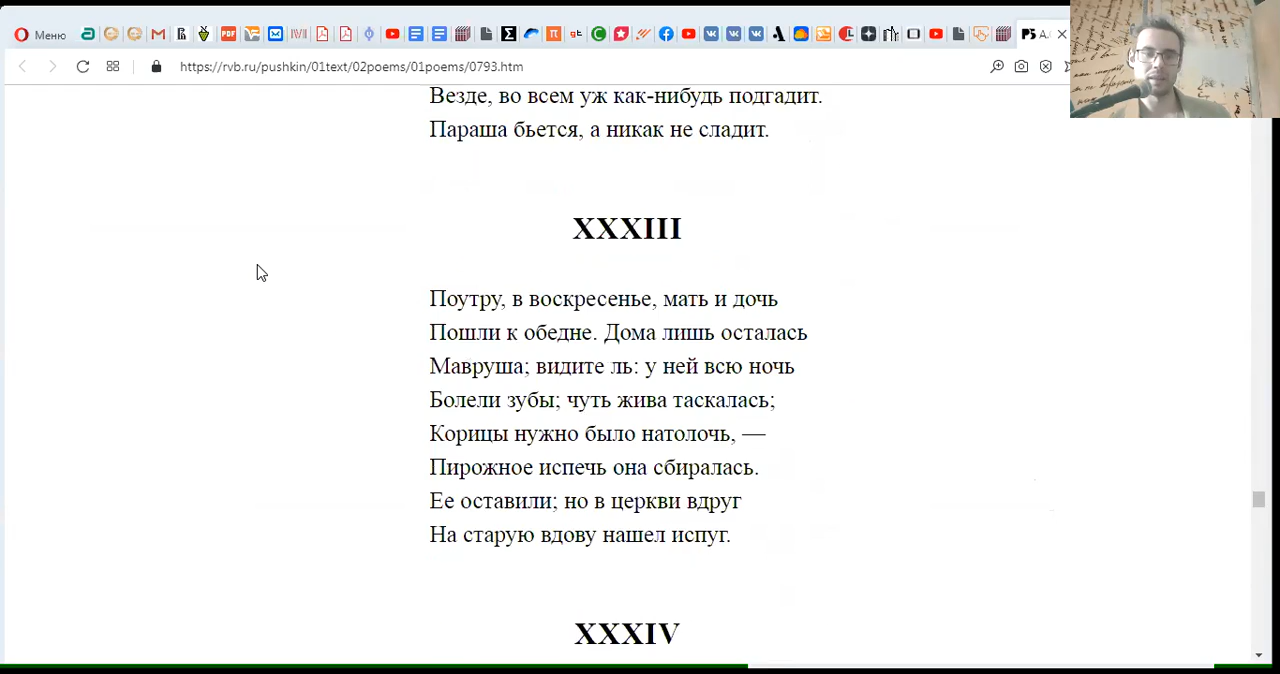 Меню
https://rvb.ru/pushkin/01text/02poems/01poems/0793.htm
Везде, во всем уж как-нибудь подгадит.
Параша бьется, а никак не сладит.
XXXIII
Поутру, в воскресенье, мать и дочь
Пошли к обедне. Дома лишь осталась
Мавруша; видите ль: у ней всю ночь
Болели зубы; чуть жива таскалась;
Корицы нужно было натолочь, —
Пирожное испечь она сбиралась.
Ее оставили; но в церкви вдруг
На старую вдову нашел испуг.
XXXIV